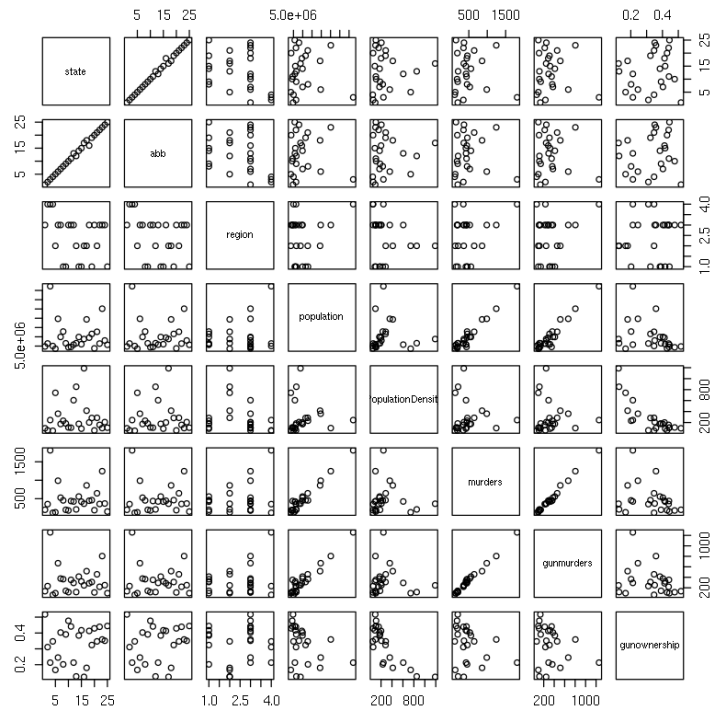 5 15 25 5.0e+06 500 1500 0.2 0.4
state 5 15 25
5 15 25 abb
region 1.0 2.5 4.0
5.0e+06 population
opulationDensit 200 800
500 1500 murders
gunmurders 200 1000
0.2 0.4 gunownership
5 15 25 1.0 2.5 4.0 200 800 200 1000